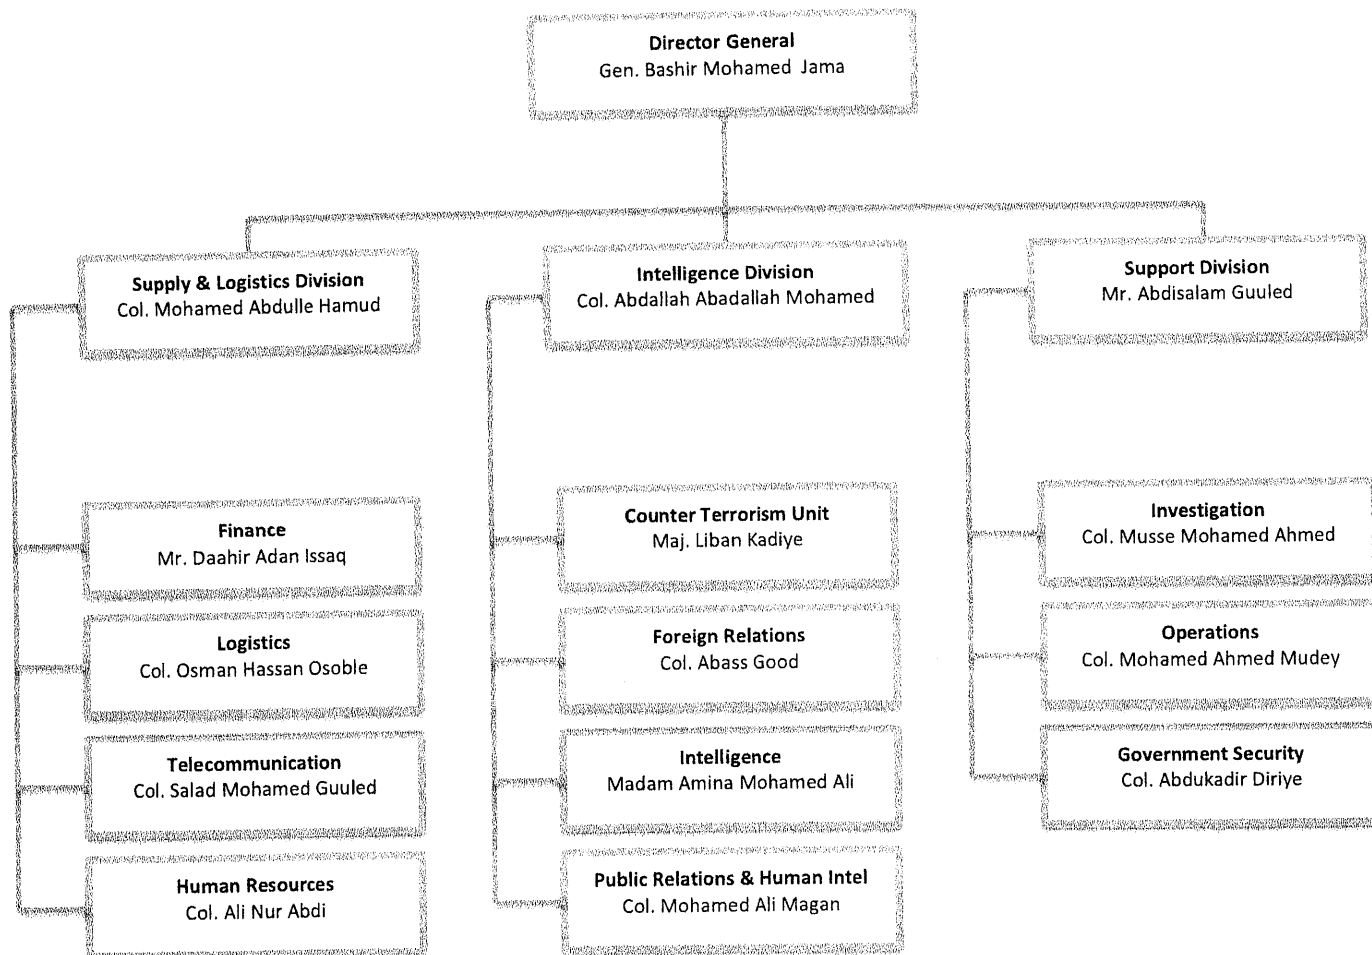 Director General
Gen. Bashir Mohamed Jama
Supply & Logistics Division
Col. Mohamed Abdulle Hamud
Intelligence Division
Col. Abdallah Abadallah Mohamed
Support Division
Mr. Abdisalam Guuled
Finance
Mr. Daahir Adan Issaq
Logistics
Col. Osman Hassan Osoble
Telecommunication
Col. Salad Mohamed Guuled
Human Resources
Col. Ali Nur Abdi
Counter Terrorism Unit
Maj. Liban Kadiye
Foreign Relations
Col. Abass Good
Intelligence
Madam Amina Mohamed Ali
Public Relations & Human Intel
Col. Mohamed Ali Magan
Investigation
Col. Musse Mohamed Ahmed
Operations
Col. Mohamed Ahmed Mudey
Government Security
Col. Abdukadir Diriye